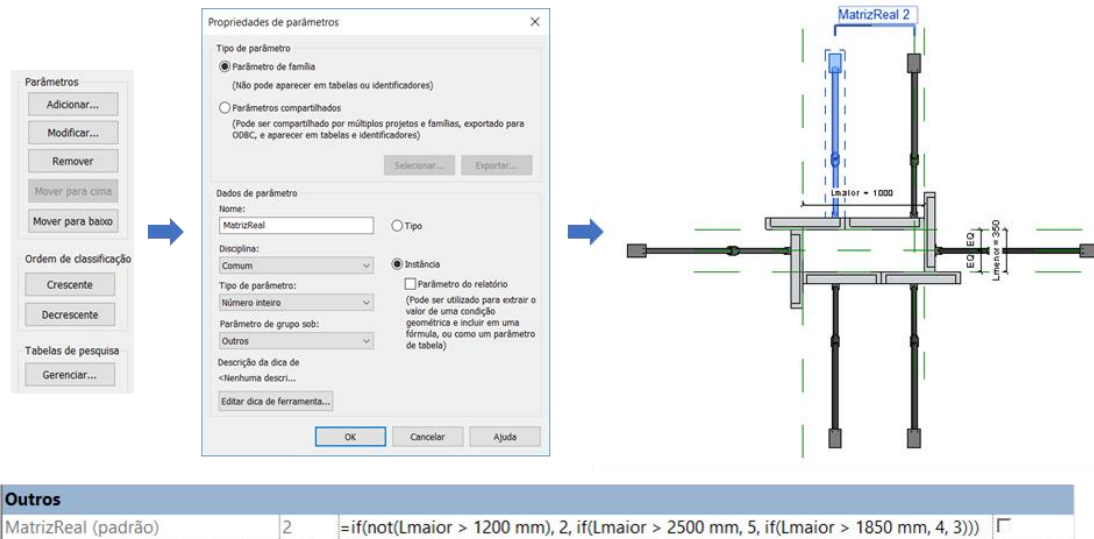 Parâmetros
Adicionar...
Modificar...
Remover
Mover para cima
Mover para baixo
Ordem de classificação
Crescente
Decrescente
Tabelas de pesquisa
Gerenciar...
Propriedades de parâmetros
Tipo de parâmetro
Parâmetro de família
(Não pode aparecer em tabelas ou identificadores)
Parâmetros compartilhados
(Pode ser compartilhado por múltiplos projetos e famílias, exportado para
ODBC, e aparecer em tabelas e identificadores)
Selecionar...
Exportar...
Dados de parâmetro
Nome:
MatrizReal
Tipo
Disciplina:
Comum
Instância
Tipo de parâmetro:
Parâmetro do relatório
Número inteiro
(Pode ser utilizado para extrair o
valor de uma condição
geométrica e incluir em uma
fórmula, ou como um parâmetro
de tabela)
Parâmetro de grupo sob:
Outros
Descrição da dica de
<Nenhuma descri...
Editar dica de ferramenta...
OK
Cancelar
Ajuda
MatrizReal 2
Lmaior = 1000
EQ EQ
Lmenor = 350
Outros
MatrizReal (padrão) 2 =if(not(Lmaior > 1200 mm), 2, if(Lmaior > 2500 mm, 5, if(Lmaior > 1850 mm, 4, 3)))